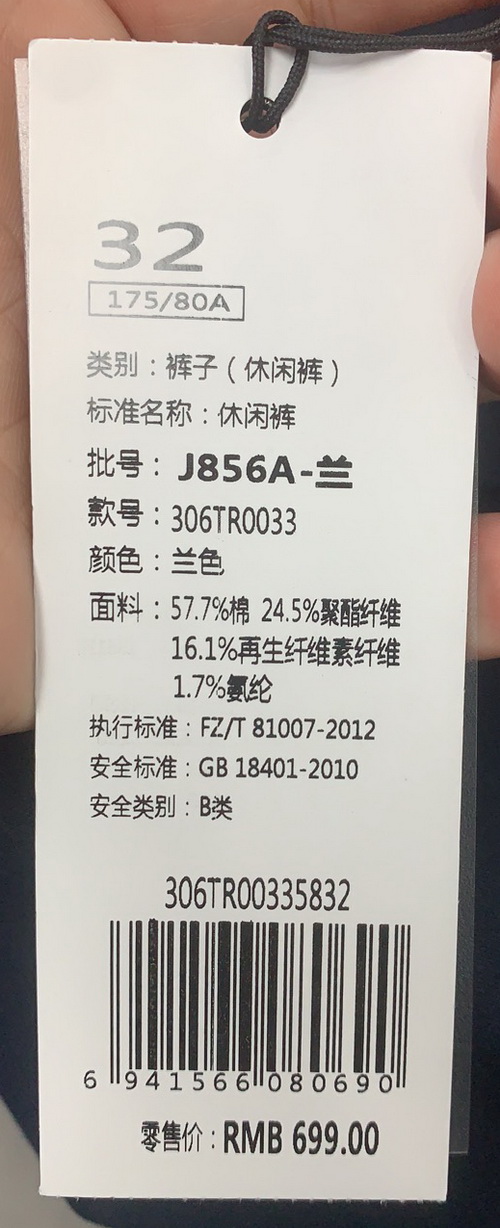 32
175/80A
类别：裤子（休闲裤）
标准名称：休闲裤
批号：J856A-兰
款号：306TR0033
颜色：兰色
面料：57.7%棉 24.5%聚酯纤维
16.1%再生纤维素纤维
1.7%氨纶
执行标准：FZ/T 81007-2012
安全标准：GB 18401-2010
安全类别：B类
306TR00335832
6 941566 080690
零售价：RMB 699.00